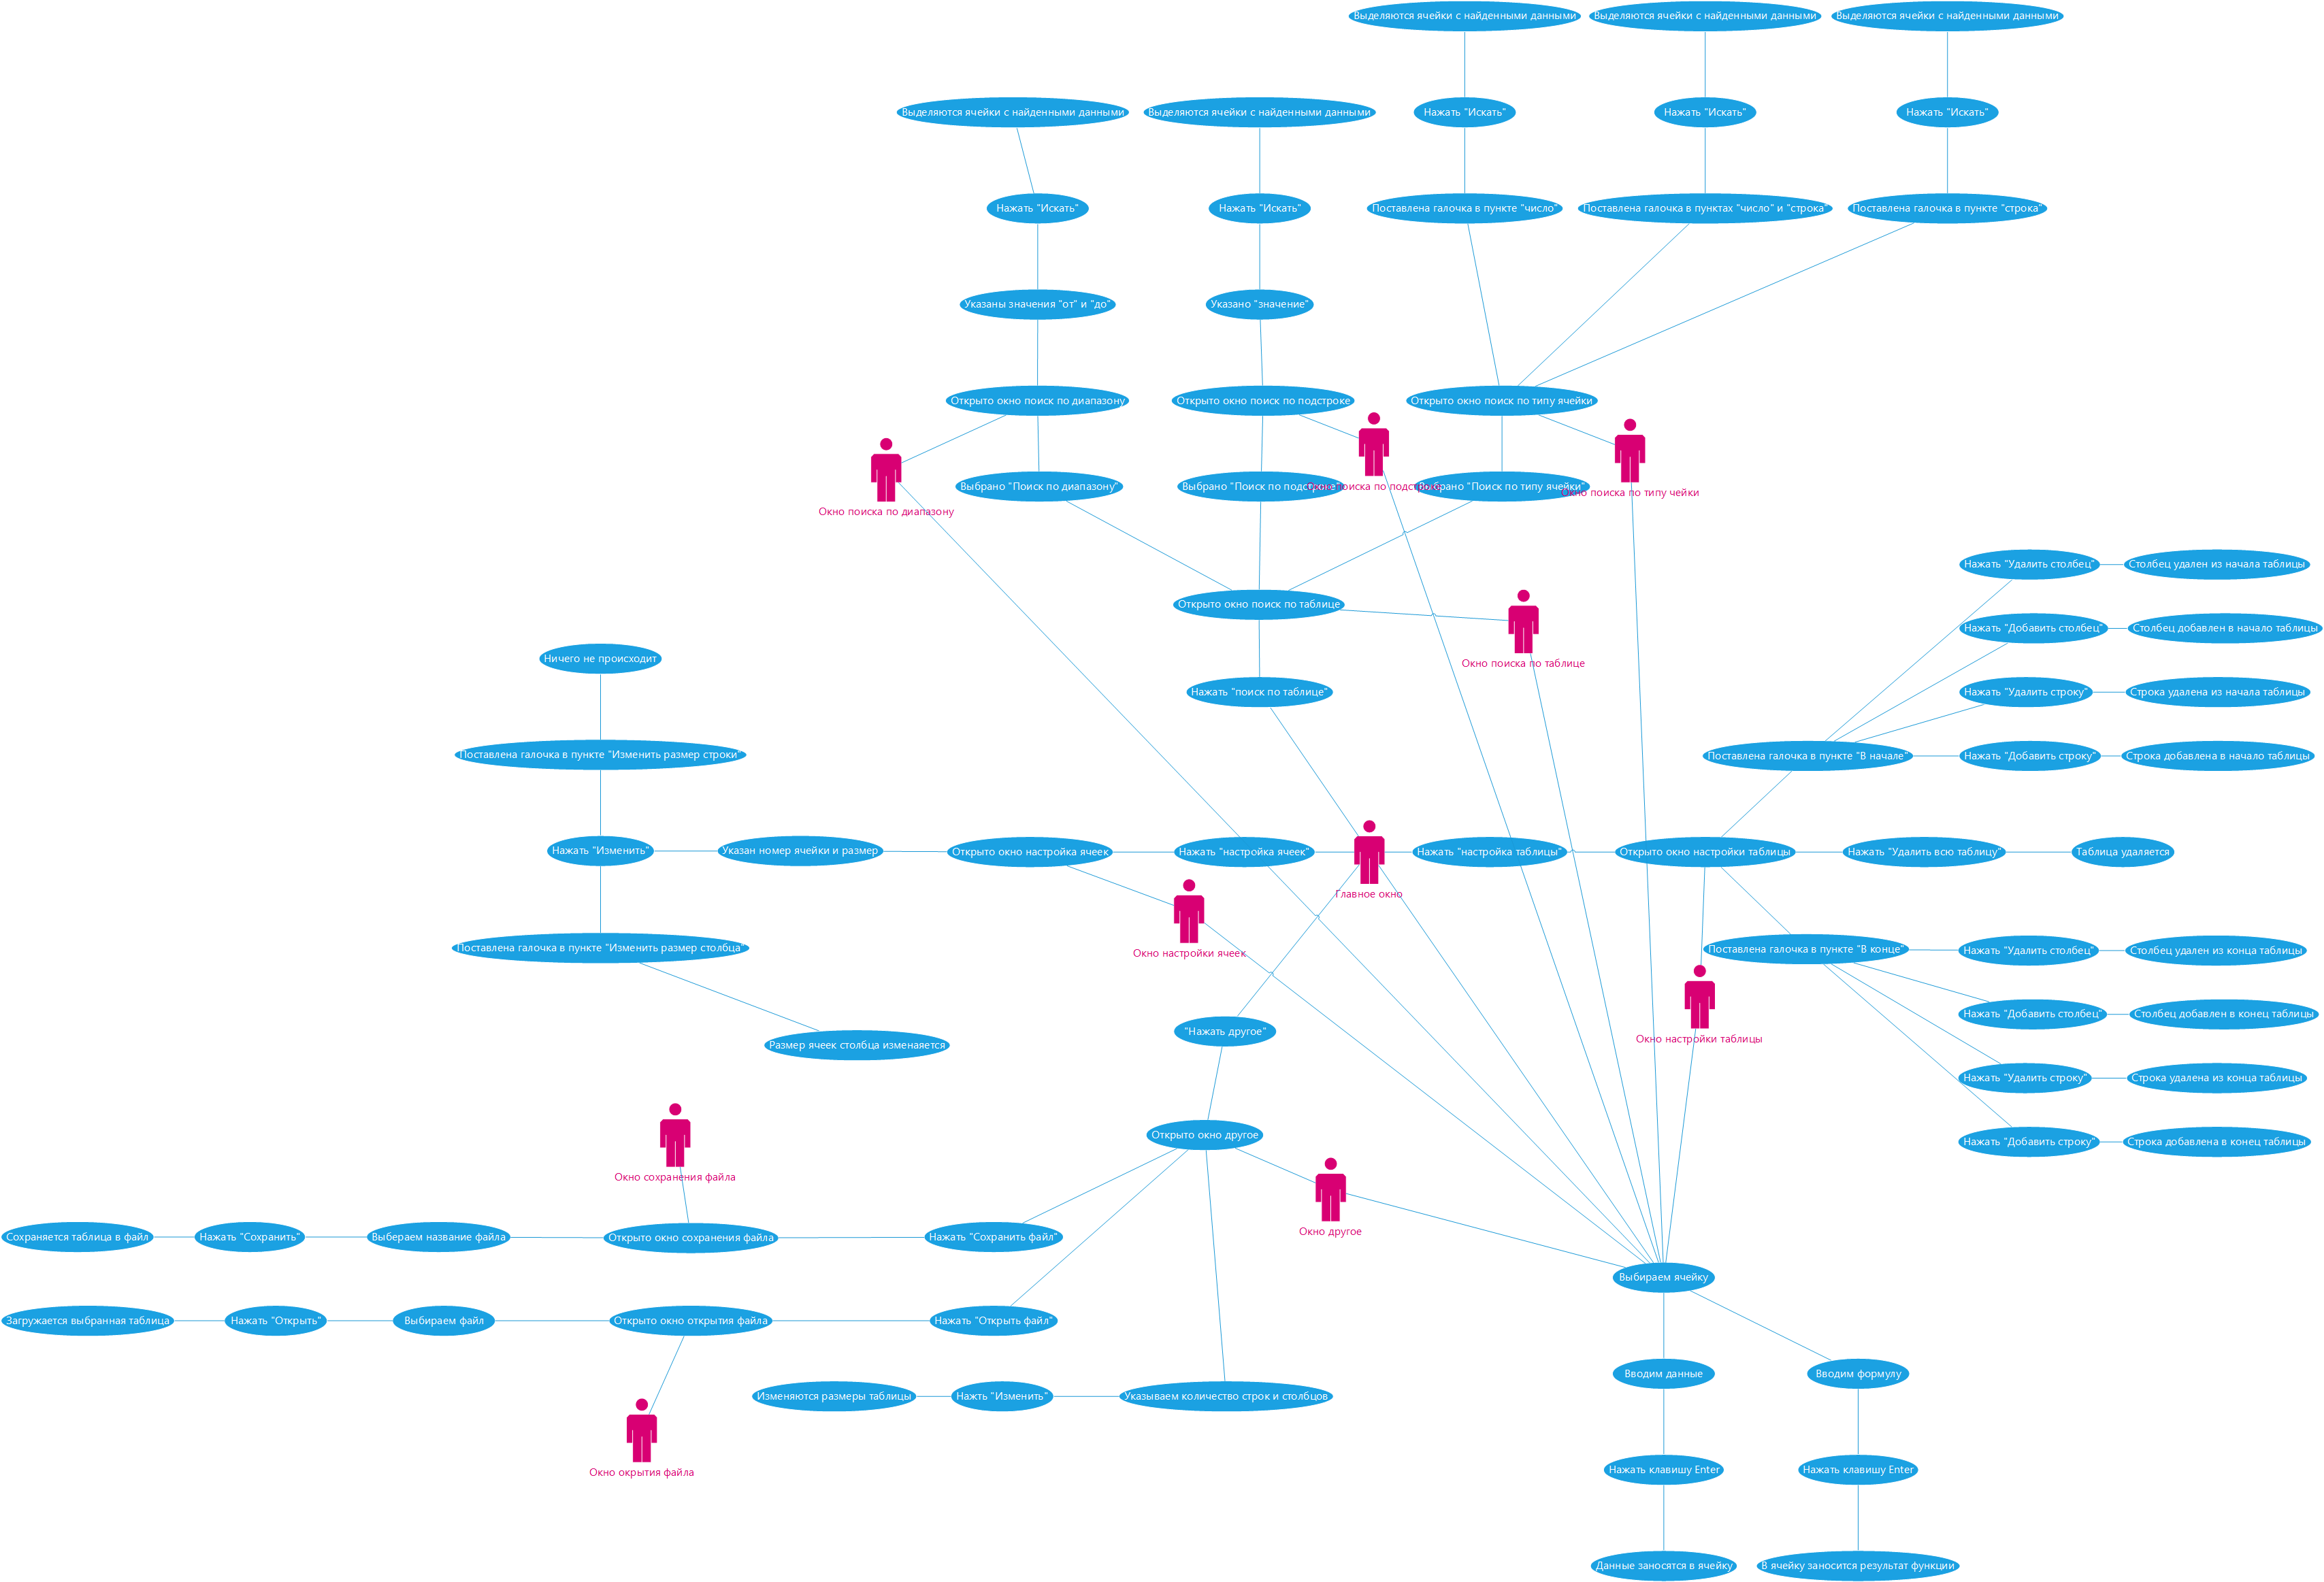 Выделяются ячейки с найденными данными
Выделяются ячейки с найденными данными
Выделяются ячейки с найденными данными
Выделяются ячейки с найденными данными
Выделяются ячейки с найденными данными
Нажать "Искать"
Нажать "Искать"
Нажать "Искать"
Нажать "Искать"
Нажать "Искать"
Поставлена галочка в пункте "число"
Поставлена галочка в пунктах "число" и "строка"
Поставлена галочка в пункте "строка"
Указаны значения "от" и "до"
Указано "значение"
Открыто окно поиск по диапазону
Открыто окно поиск по подстроке
Открыто окно поиск по типу ячейки
Выбрано "Поиск по диапазону"
Выбрано "Поиск по подстроке"
Окно поиска по подстроке
Выбрано "Поиск по типу ячейки"
Окно поиска по типу чейки
Окно поиска по диапазону
Нажать "Удалить столбец"
Столбец удален из начала таблицы
Открыто окно поиск по таблице
Нажать "Добавить столбец"
Столбец добавлен в начало таблицы
Ничего не происходит
Окно поиска по таблице
Нажать "поиск по таблице"
Нажать "Удалить строку"
Строка удалена из начала таблицы
Поставлена галочка в пункте "Изменить размер строки"
Поставлена галочка в пункте "В начале"
Нажать "Добавить строку"
Строка добавлена в начало таблицы
Нажать "Изменить"
Указан номер ячейки и размер
Открыто окно настройка ячеек
Нажать "настройка ячеек"
Нажать "настройка таблицы"
Открыто окно настройки таблицы
Нажать "Удалить всю таблицу"
Таблица удаляется
Главное окно
Поставлена галочка в пункте "Изменить размер столбца"
Окно настройки ячеек
Поставлена галочка в пункте "В конце"
Нажать "Удалить столбец"
Столбец удален из конца таблицы
Нажать "Добавить столбец"
Столбец добавлен в конец таблицы
"Нажать другое"
Окно настройки таблицы
Размер ячеек столбца изменаяется
Нажать "Удалить строку"
Строка удалена из конца таблицы
Открыто окно другое
Нажать "Добавить строку"
Строка добавлена в конец таблицы
Окно сохранения файла
Окно другое
Сохраняется таблица в файл
Нажать "Сохранить"
Выбераем название файла
Открыто окно сохранения файла
Нажать "Сохранить файл"
Выбираем ячейку
Загружается выбранная таблица
Нажать "Открыть"
Выбираем файл
Открыто окно открытия файла
Нажать "Открыть файл"
Вводим данные
Вводим формулу
Изменяются размеры таблицы
Нажть "Изменить"
Указываем количество строк и столбцов
Окно окрытия файла
Нажать клавишу Enter
Нажать клавишу Enter
Данные заносятся в ячейку
В ячейку заносится результат функции